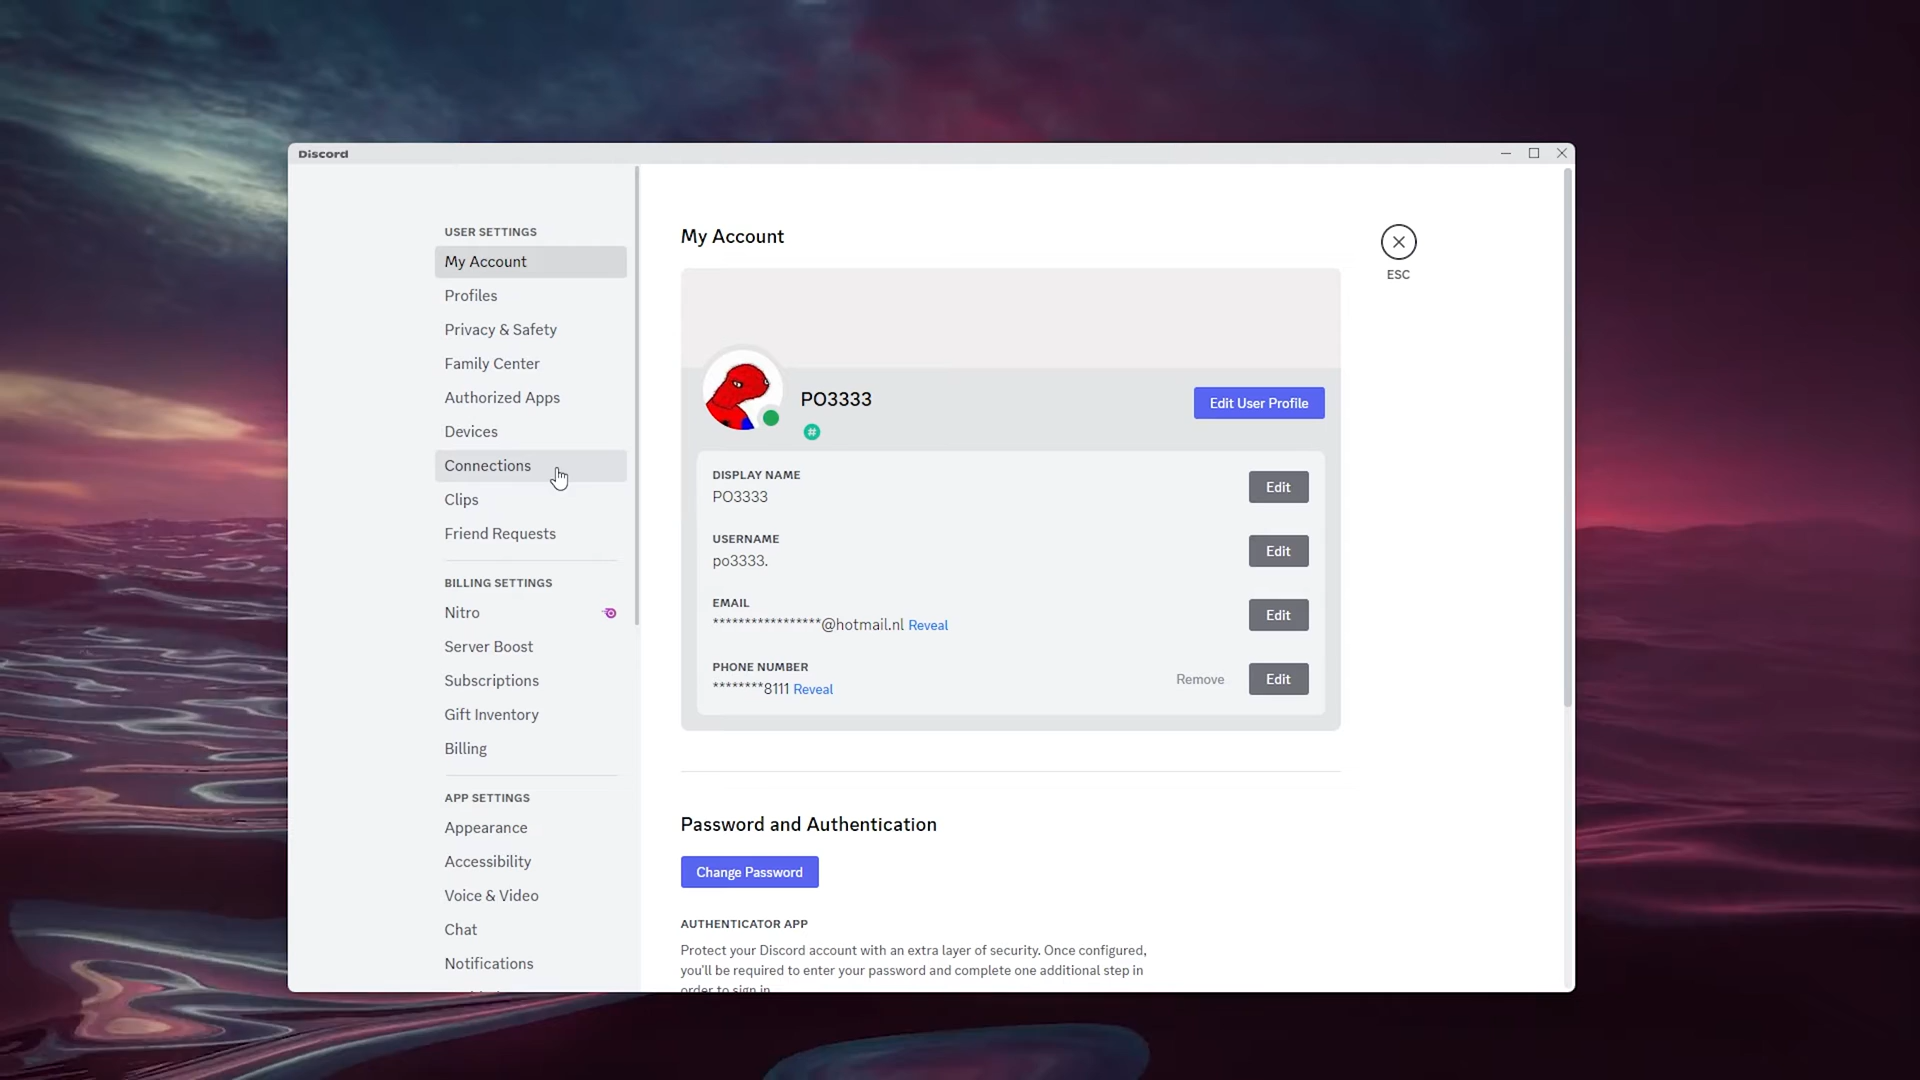 Discord
USER SETTINGS
My Account
Profiles
Privacy & Safety
Family Center
Authorized Apps
Devices
Connections
Clips
Friend Requests
BILLING SETTINGS
Nitro
Server Boost
Subscriptions
Gift Inventory
Billing
APP SETTINGS
Appearance
Accessibility
Voice & Video
Chat
Notifications
My Account
ESC
PO3333
Edit User Profile
#
DISPLAY NAME
PO3333
Edit
USERNAME
po3333.
Edit
EMAIL
*****************@hotmail.nl Reveal
Edit
PHONE NUMBER
********8111 Reveal
Remove
Edit
Password and Authentication
Change Password
AUTHENTICATOR APP
Protect your Discord account with an extra layer of security. Once configured,
you'll be required to enter your password and complete one additional step in
order to sign in.